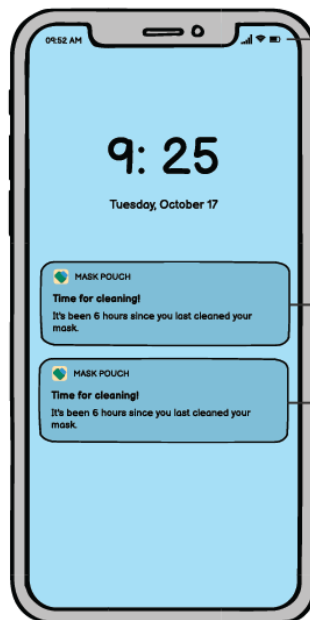 09:52 AM
9: 25
Tuesday, October 17
MASK POUCH
Time for cleaning!
It's been 6 hours since you last cleaned your
mask.
MASK POUCH
Time for cleaning!
It's been 6 hours since you last cleaned your
mask.